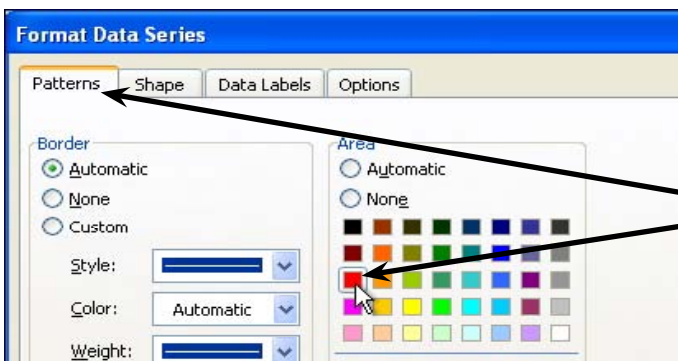 Format Data Series
Patterns Shape Data Labels Options
Border
Automatic
None
Custom
Style:
Color: Automatic
Weight:
Area
Automatic
None